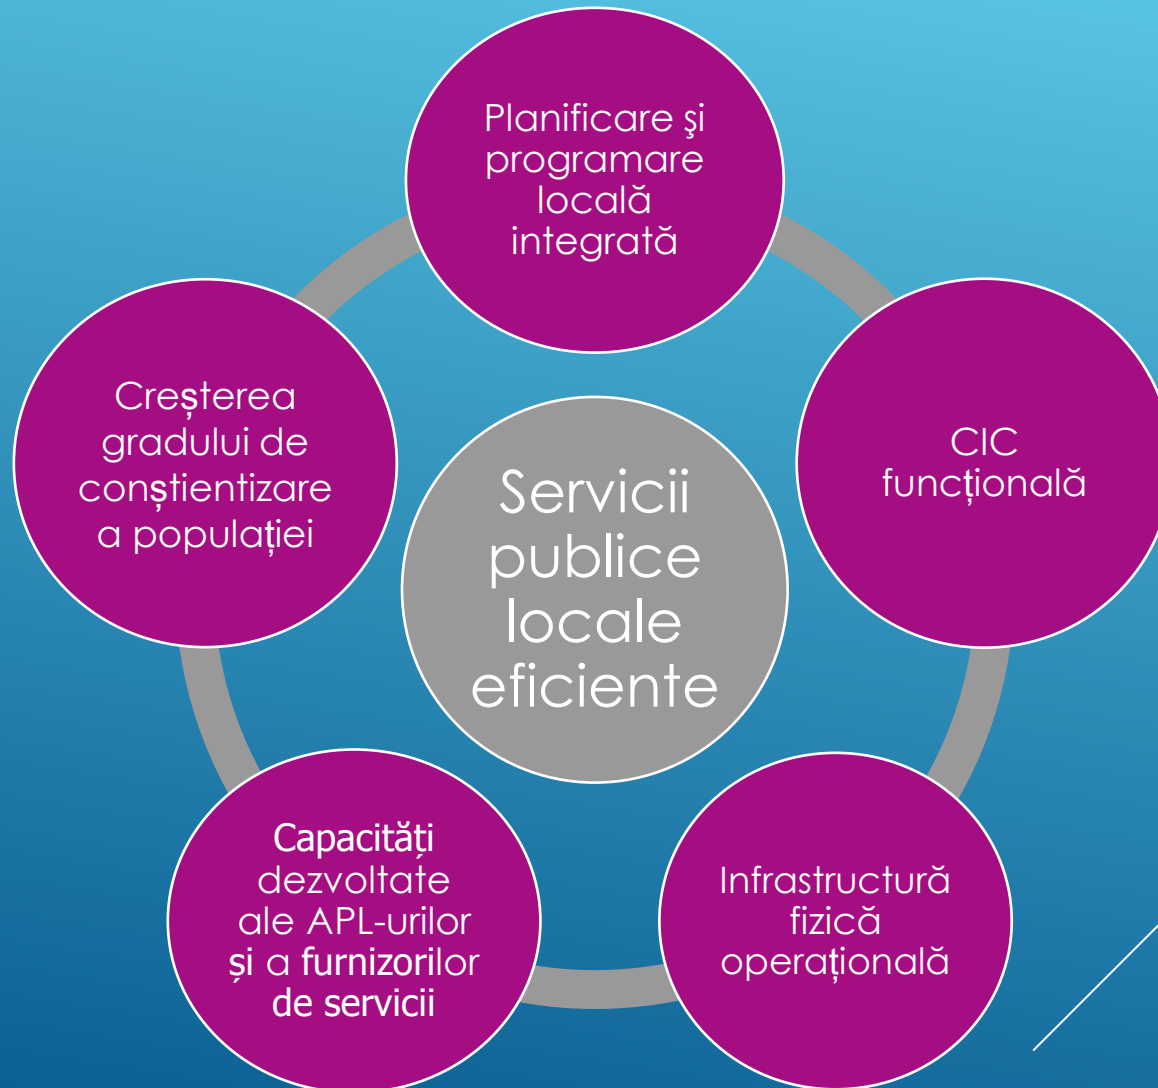 Planificare şi
programare
locală
integrată
CIC
funcțională
Infrastructură
fizică
operațională
Capacități
dezvoltate
ale APL-urilor
și a furnizorilor
de servicii
Creșterea
gradului de
conștientizare
a populației
Servicii
publice
locale
eficiente